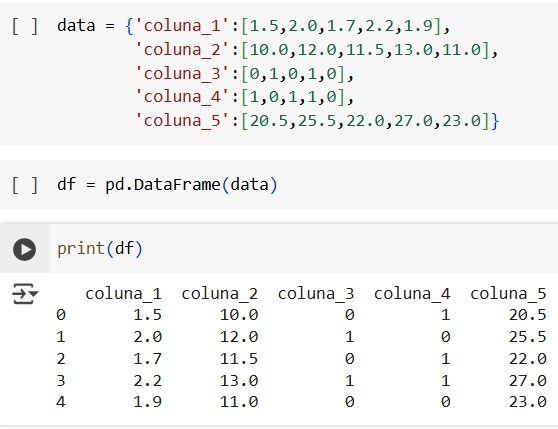 [ ] data = {'coluna_1':[1.5,2.0,1.7,2.2,1.9],
'coluna_2':[10.0,12.0,11.5,13.0,11.0],
'coluna_3':[0,1,0,1,0],
'coluna_4':[1,0,1,1,0],
'coluna_5':[20.5,25.5,22.0,27.0,23.0]}
[ ] df = pd.DataFrame(data)
print(df)
coluna_1 coluna_2 coluna_3 coluna_4 coluna_5
0 1.5 10.0 0 1 20.5
1 2.0 12.0 1 0 25.5
2 1.7 11.5 0 1 22.0
3 2.2 13.0 1 1 27.0
4 1.9 11.0 0 0 23.0